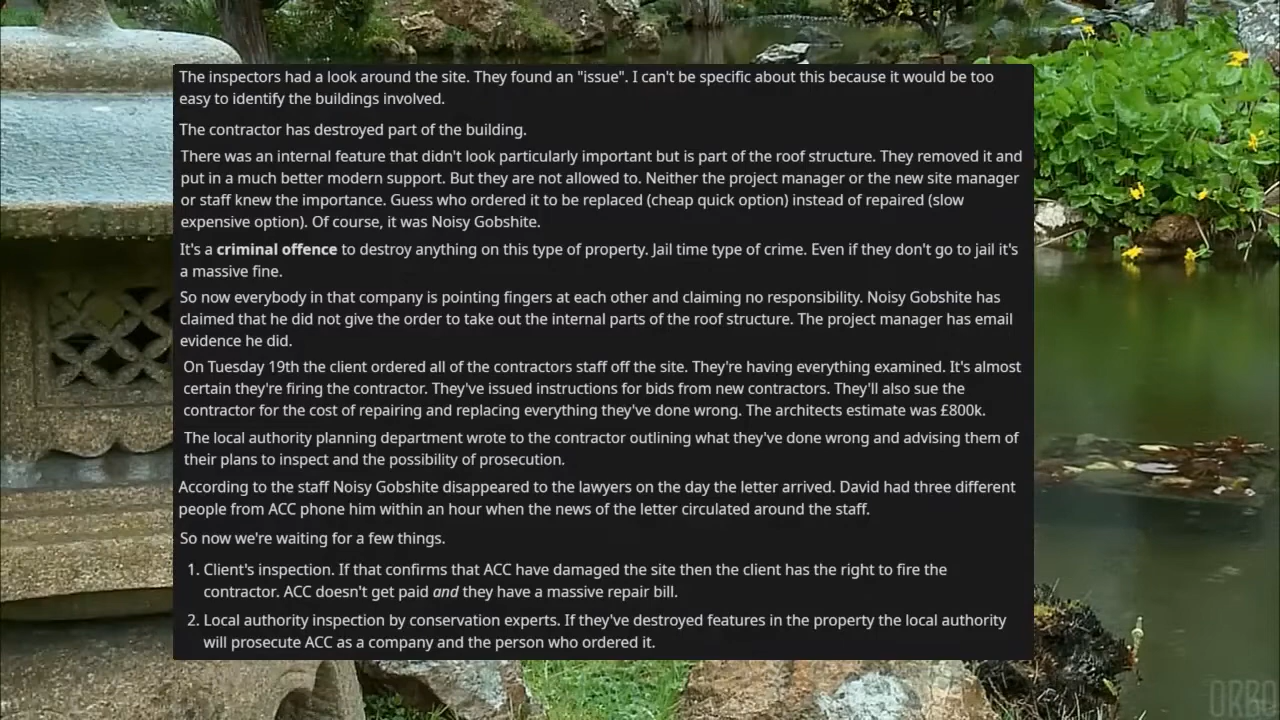 The inspectors had a look around the site. They found an "issue". I can't be specific about this because it would be too
easy to identify the buildings involved.
The contractor has destroyed part of the building.
There was an internal feature that didn't look particularly important but is part of the roof structure. They removed it and
put in a much better modern support. But they are not allowed to. Neither the project manager or the new site manager
or staff knew the importance. Guess who ordered it to be replaced (cheap quick option) instead of repaired (slow
expensive option). Of course, it was Noisy Gobshite.
It's a criminal offence to destroy anything on this type of property. Jail time type of crime. Even if they don't go to jail it's
a massive fine.
So now everybody in that company is pointing fingers at each other and claiming no responsibility. Noisy Gobshite has
claimed that he did not give the order to take out the internal parts of the roof structure. The project manager has email
evidence he did.
On Tuesday 19th the client ordered all of the contractors staff off the site. They're having everything examined. It's almost
certain they're firing the contractor. They've issued instructions for bids from new contractors. They'll also sue the
contractor for the cost of repairing and replacing everything they've done wrong. The architects estimate was £800k.
The local authority planning department wrote to the contractor outlining what they've done wrong and advising them of
their plans to inspect and the possibility of prosecution.
According to the staff Noisy Gobshite disappeared to the lawyers on the day the letter arrived. David had three different
people from ACC phone him within an hour when the news of the letter circulated around the staff.
So now we're waiting for a few things.
1. Client's inspection. If that confirms that ACC have damaged the site then the client has the right to fire the
contractor. ACC doesn't get paid and they have a massive repair bill.
2. Local authority inspection by conservation experts. If they've destroyed features in the property the local authority
will prosecute ACC as a company and the person who ordered it.
ORBO